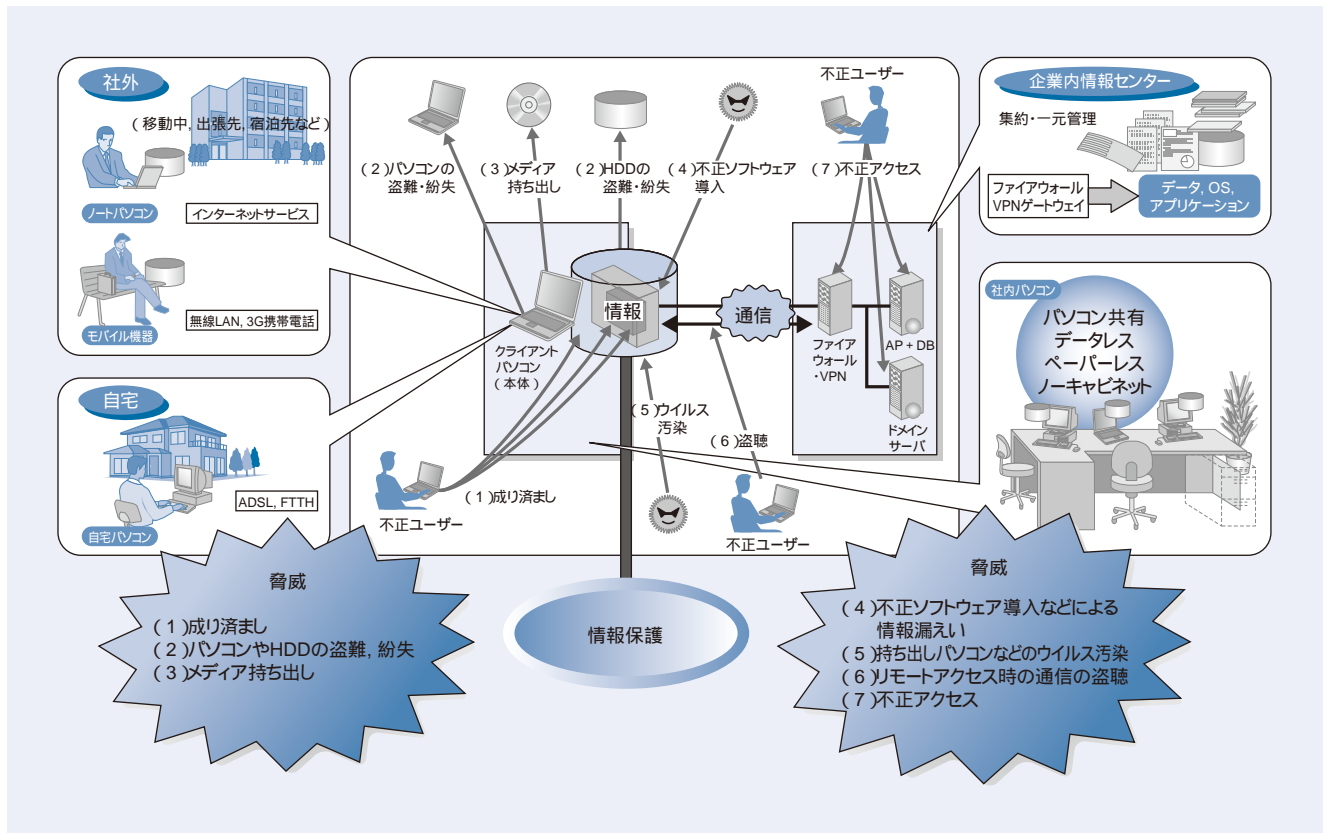 社外
(移動中, 出張先, 宿泊先など)
ノートパソコン
インターネットサービス
モバイル機器
無線LAN, 3G携帯電話
自宅
ADSL, FTTH
自宅パソコン
不正ユーザー
(2)パソコンの
盗難・紛失
(3)メディア
持ち出し
(2)HDDの
盗難・紛失
(4)不正ソフトウェア
導入
(7)不正アクセス
情報
通信
クライアント
パソコン
(本体)
ファイア
ウォール
・VPN
AP+DB
ドメイン
サーバ
(5)ウイルス
汚染
(6)盗聴
(1)成り済まし
不正ユーザー
不正ユーザー
企業内情報センター
集約・一元管理
ファイアウォール
VPNゲートウェイ
データ, OS,
アプリケーション
社内パソコン
パソコン共有
データレス
ペーパーレス
ノーキャビネット
脅威
(1)成り済まし
(2)パソコンやHDDの盗難, 紛失
(3)メディア持ち出し
情報保護
脅威
(4)不正ソフトウェア導入などによる
情報漏えい
(5)持ち出しパソコンなどのウイルス汚染
(6)リモートアクセス時の通信の盗聴
(7)不正アクセス